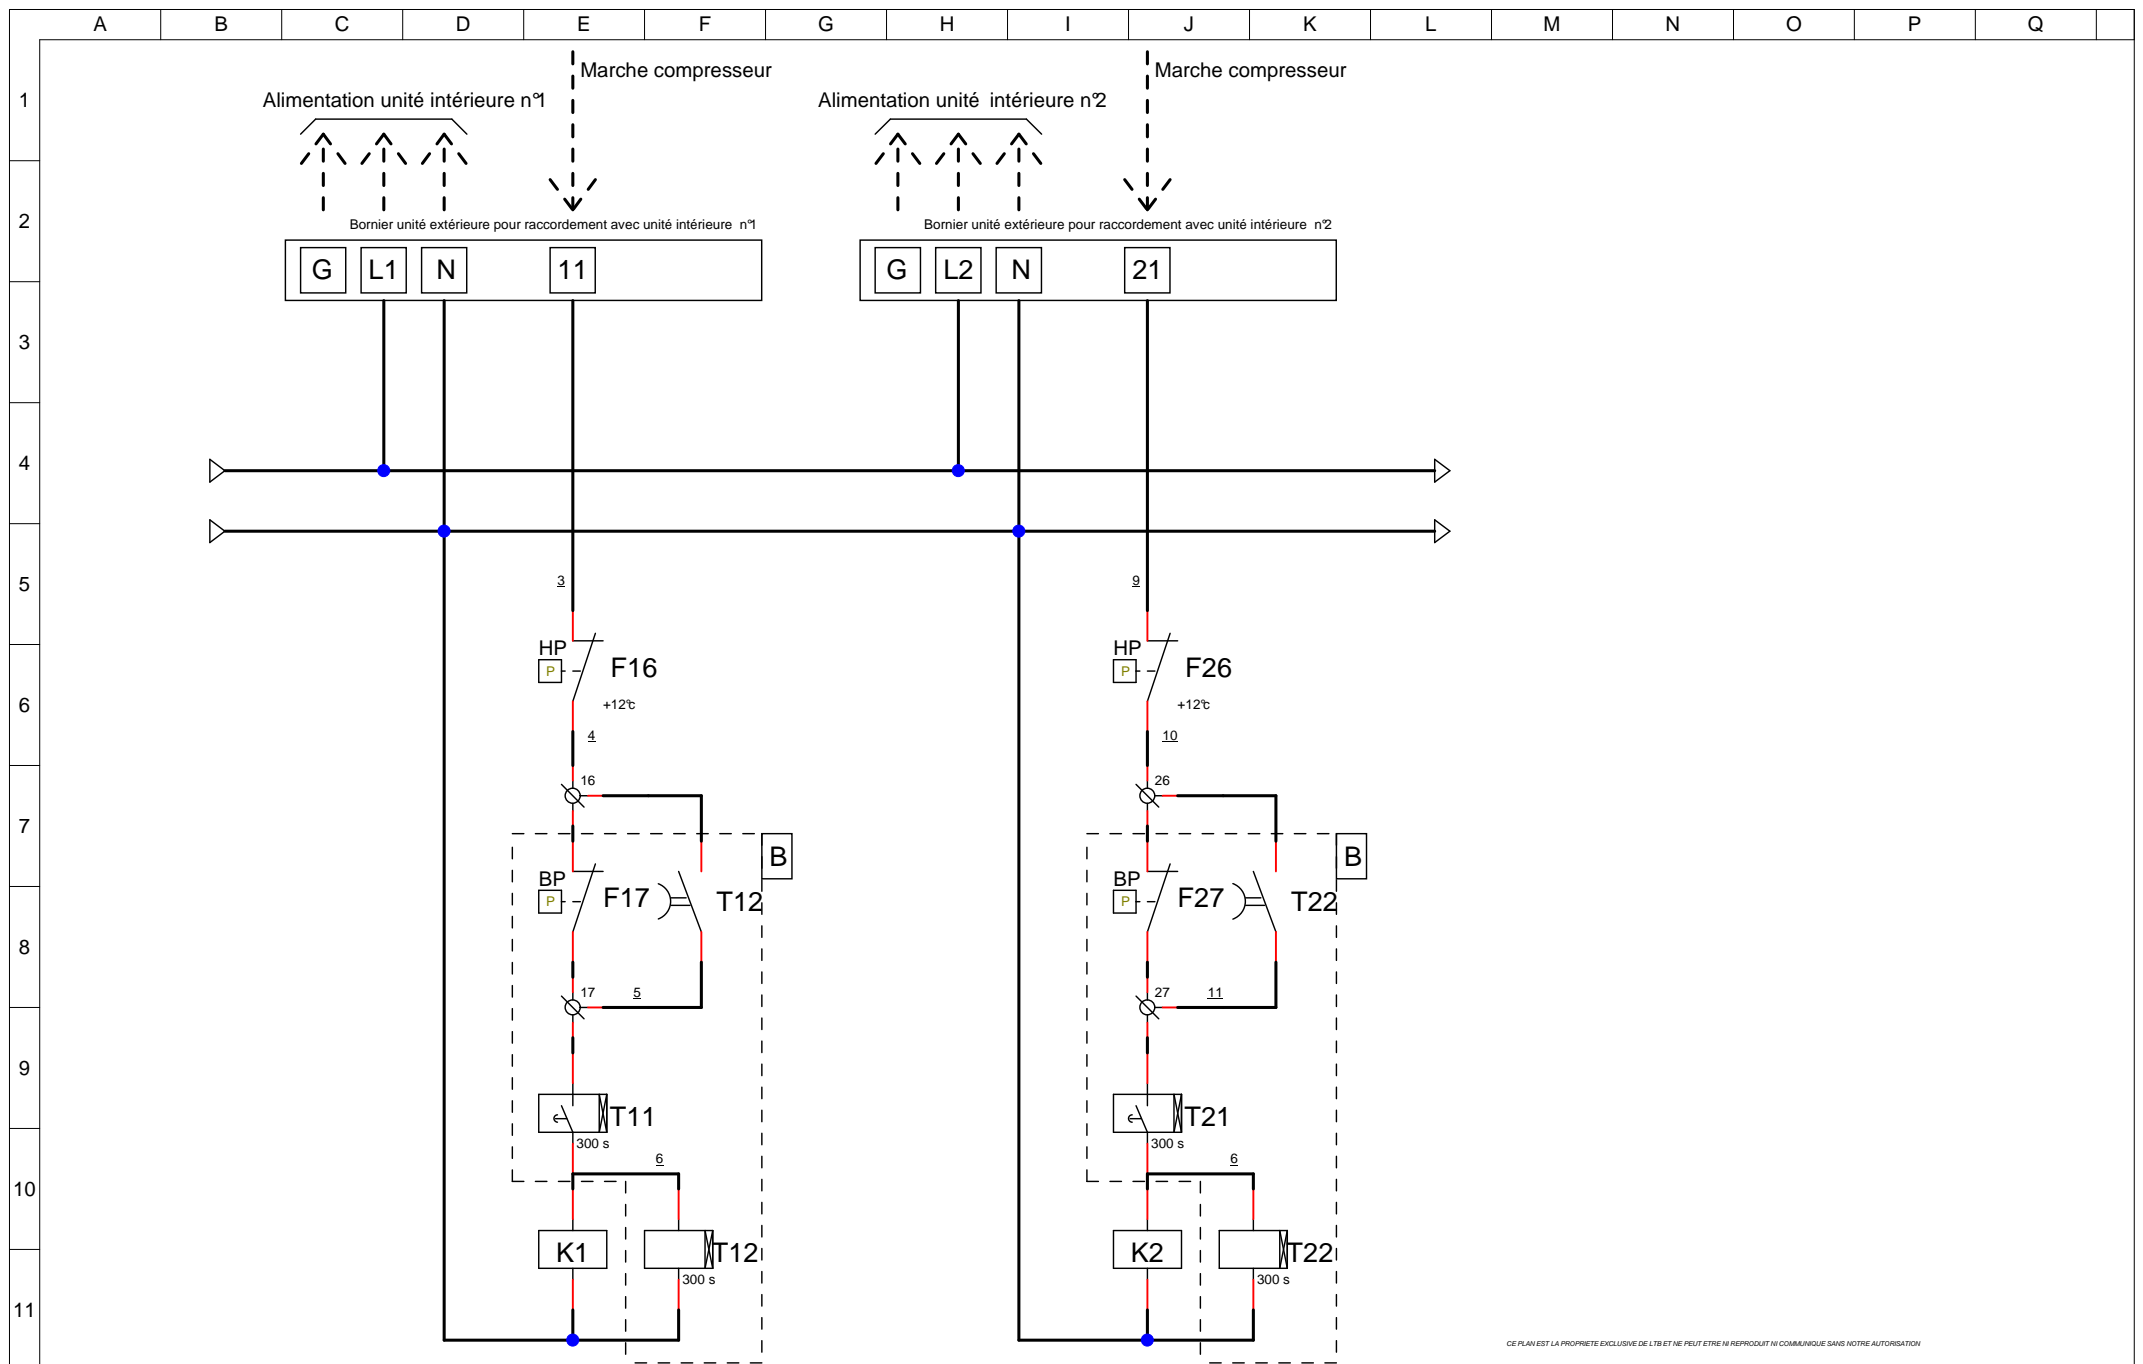 A B C D E F G H I J K L M N O P Q
Marche compresseur
Marche compresseur
1
Alimentation unité intérieure n°1
Alimentation unité intérieure n°2
2
Bornier unité extérieure pour raccordement avec unité intérieure n°1
Bornier unité extérieure pour raccordement avec unité intérieure n°2
G L1 N 11
G L2 N 21
3
4
5
3
9
HP
P
F16
+12°c
HP
P
F26
+12°c
6
4
10
16
26
7
B
B
BP
P
F17
T12
BP
P
F27
T22
8
17
5
27
11
9
T11
300 s
T21
300 s
6
6
10
K1
T12
300 s
K2
T22
300 s
11
CE PLAN EST LA PROPRIETE EXCLUSIVE DE LTB ET NE PEUT ETRE NI REPRODUIT NI COMMUNIQUE SANS NOTRE AUTORISATION